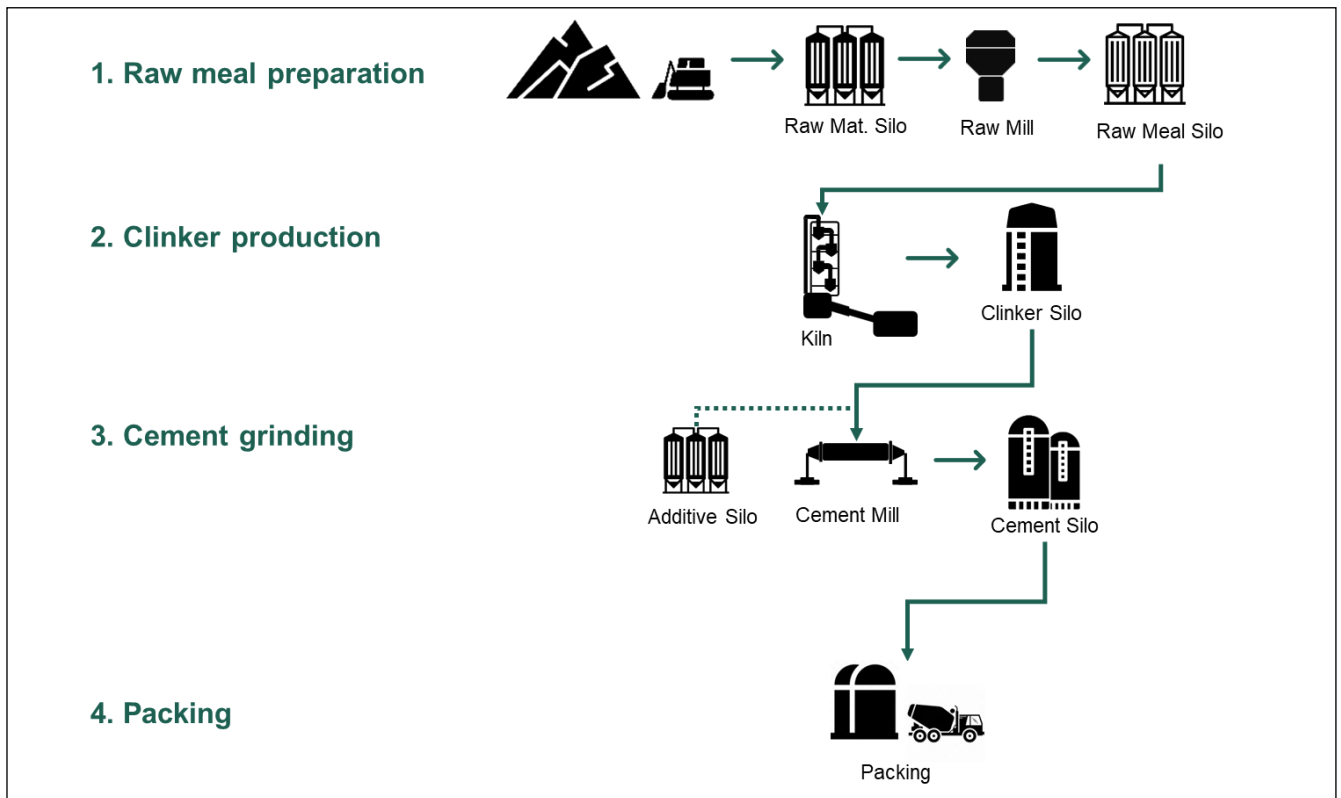 1. Raw meal preparation
Raw Mat. Silo
Raw Mill
Raw Meal Silo
2. Clinker production
Kiln
Clinker Silo
3. Cement grinding
Additive Silo
Cement Mill
Cement Silo
4. Packing
Packing